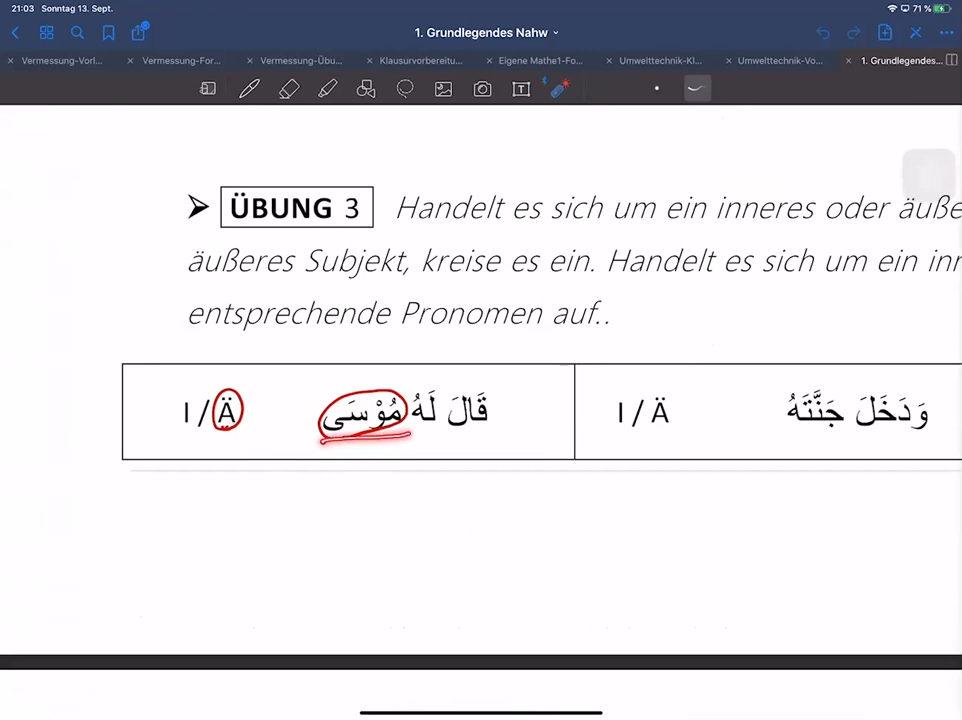 21:03 Sonntag 13. Sept.
71 %
1. Grundlegendes Nahw
Vermessung-Vorl...
Vermessung-For...
Vermessung-Übu...
Klausurvorbereitu...
Eigene Mathe1-Fo...
Umwelttechnik-Kl...
Umwelttechnik-Vo...
1. Grundlegendes...
ÜBUNG 3 Handelt es sich um ein inneres oder äuße
äußeres Subjekt, kreise es ein. Handelt es sich um ein inn
entsprechende Pronomen auf..
I / Ä قَالَ لَهُ مُوْسَى
I / Ä وَدَخَلَ جَنَّتَهُ